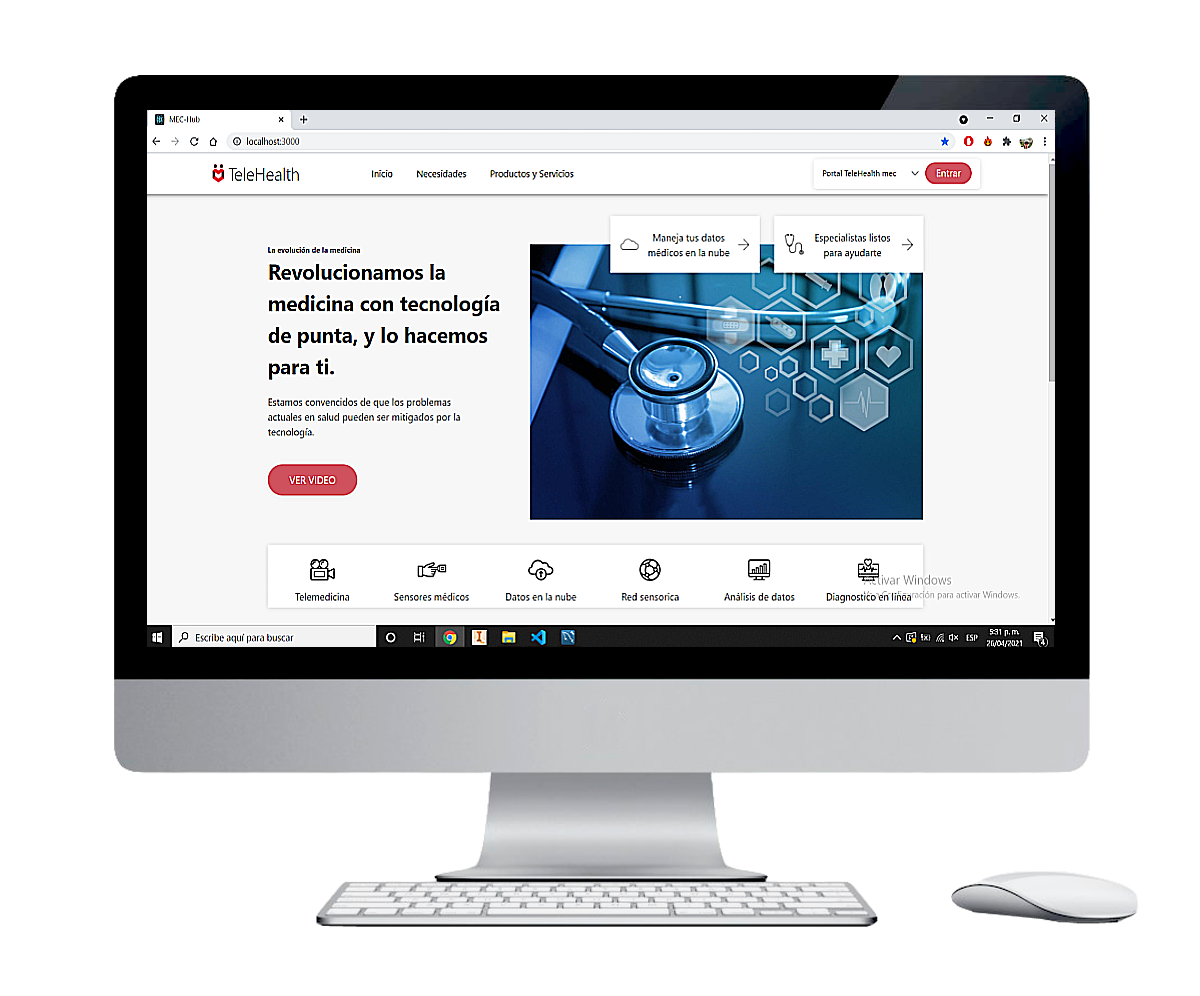 MEC-Hub
localhost:3000
TeleHealth
Inicio
Necesidades
Productos y Servicios
Portal TeleHealth mec
Entrar
Maneja tus datos
médicos en la nube
Especialistas listos
para ayudarte
La evolución de la medicina
Revolucionamos la
medicina con tecnología
de punta, y lo hacemos
para ti.
Estamos convencidos de que los problemas
actuales en salud pueden ser mitigados por la
tecnología.
VER VIDEO
Telemedicina
Sensores médicos
Datos en la nube
Red sensorica
Análisis de datos
Diagnostico en línea
Activar Windows
Configuración para activar Windows.
Escribe aquí para buscar
ESP
5:31 p. m.
26/04/2021
4